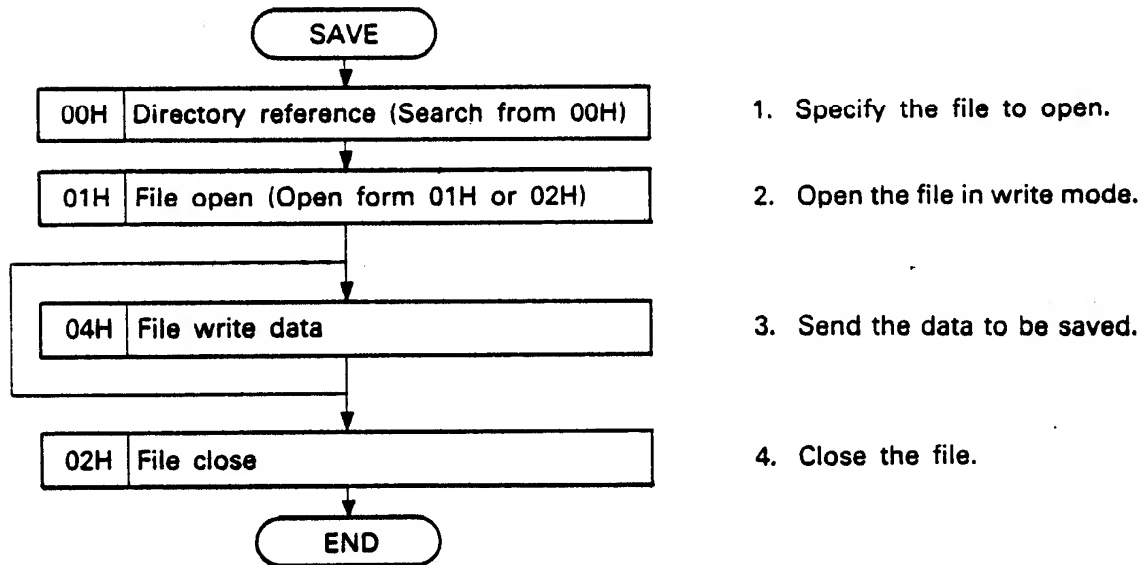 SAVE
00H Directory reference (Search from 00H) 1. Specify the file to open.
01H File open (Open form 01H or 02H) 2. Open the file in write mode.
04H File write data 3. Send the data to be saved.
02H File close 4. Close the file.
END